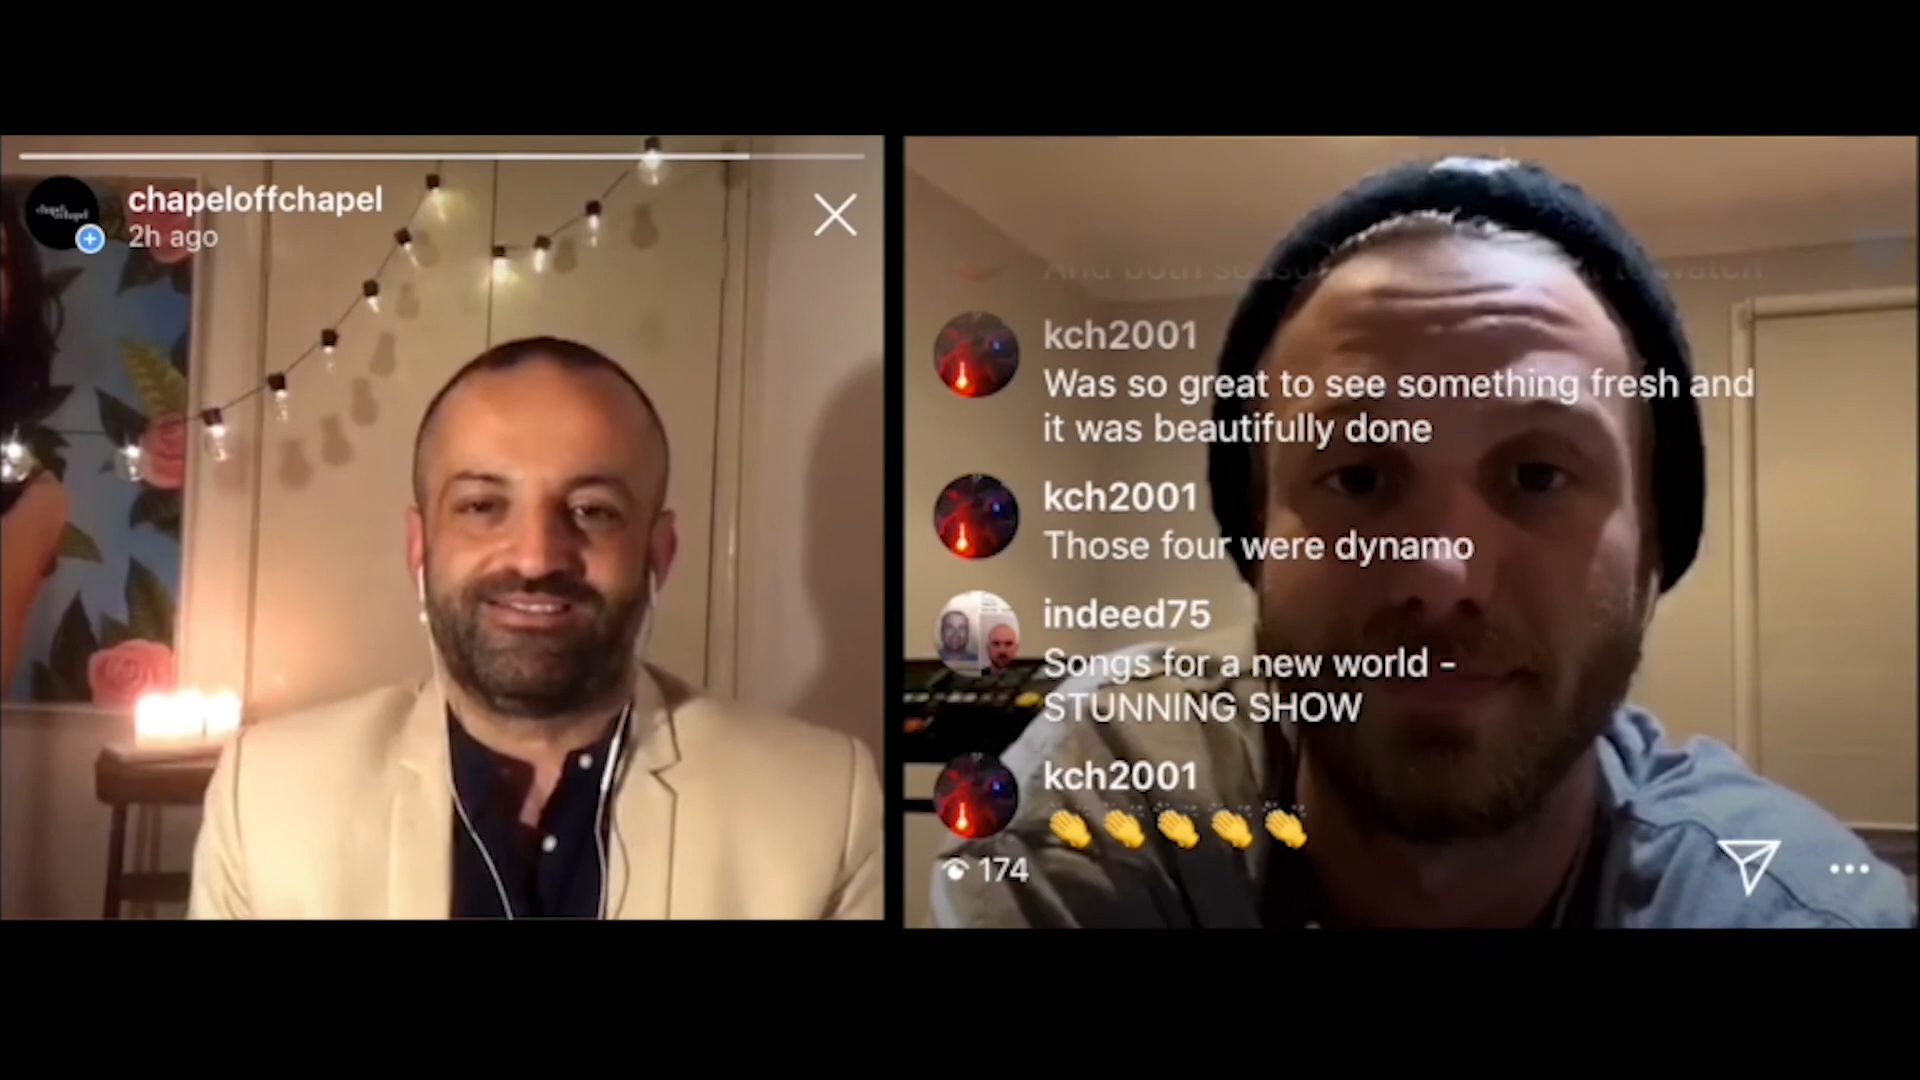 chapeloffchapel
2h ago
kch2001
Was so great to see something fresh and
it was beautifully done
kch2001
Those four were dynamo
indeed75
Songs for a new world -
STUNNING SHOW
kch2001
👏👏👏👏👏
174